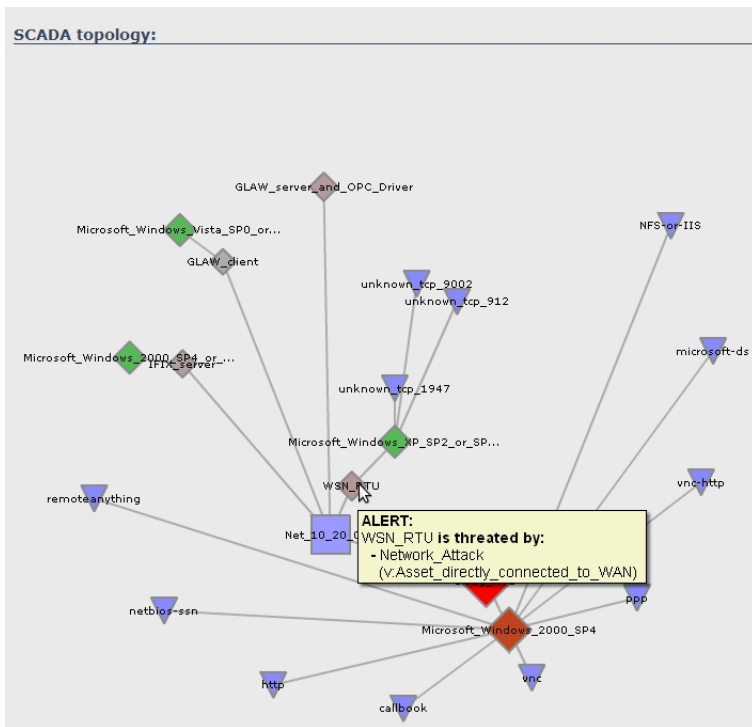 SCADA topology:
GLAW_server_and_OPC_Driver
NFS-or-IIS
Microsoft_Windows_Vista_SP0_or...
GLAW_client
unknown_tcp_9002
unknown_tcp_912
Microsoft_Windows_2000_SP4_or_...
IFIX_server
microsoft-ds
unknown_tcp_1947
Microsoft_Windows_XP_SP2_or_SP...
WSN_RTU
vnc-http
remoteanything
Net_10_20_0
ALERT:
WSN_RTU is threated by:
- Network_Attack
(v:Asset_directly_connected_to_WAN)
ppp
netbios-ssn
Microsoft_Windows_2000_SP4
vnc
http
callbook